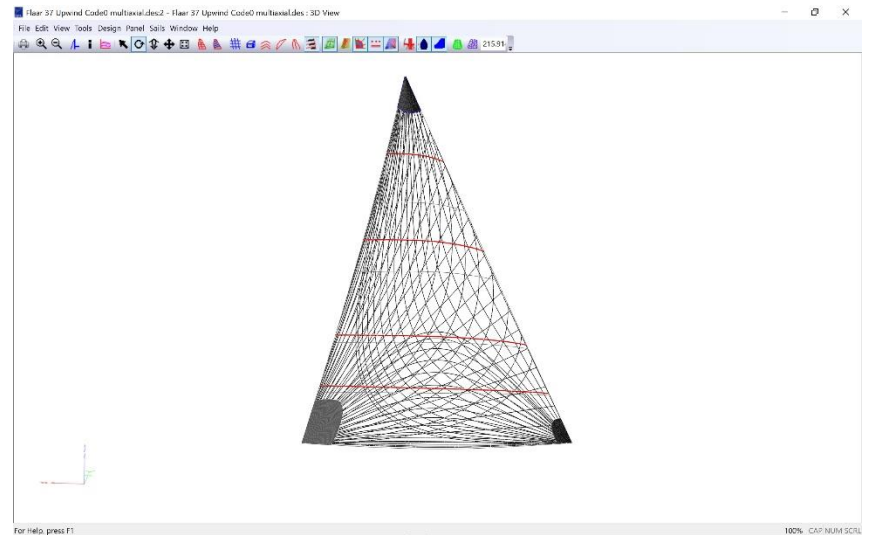 Flaar 37 Upwind Code0 multiaxial.des:2 - Flaar 37 Upwind Code0 multiaxial.des : 3D View
File Edit View Tools Design Panel Sails Window Help
215.91
For Help, press F1
100% CAP NUM SCRL